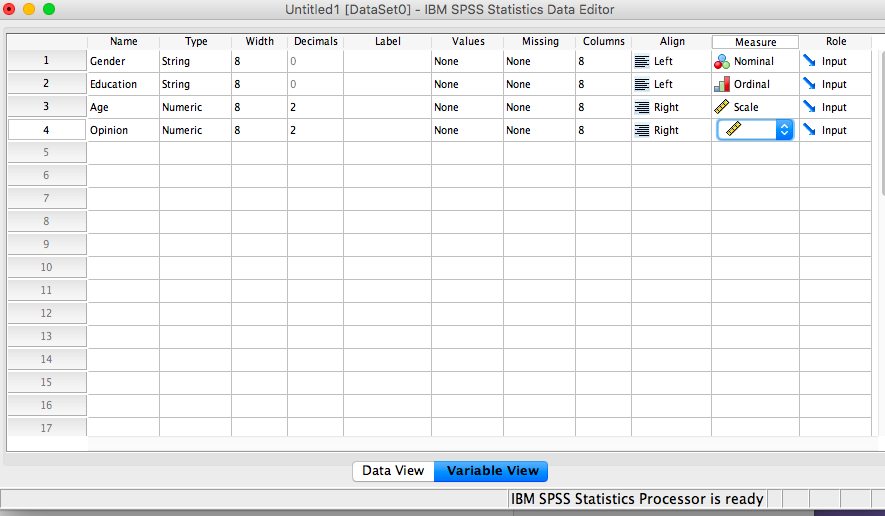 Untitled1 [DataSet0] - IBM SPSS Statistics Data Editor
Name Type Width Decimals Label Values Missing Columns Align Measure Role
1 Gender String 8 0 None None 8 Left Nominal Input
2 Education String 8 0 None None 8 Left Ordinal Input
3 Age Numeric 8 2 None None 8 Right Scale Input
4 Opinion Numeric 8 2 None None 8 Right Input
5
6
7
8
9
10
11
12
13
14
15
16
17
Data View Variable View
IBM SPSS Statistics Processor is ready